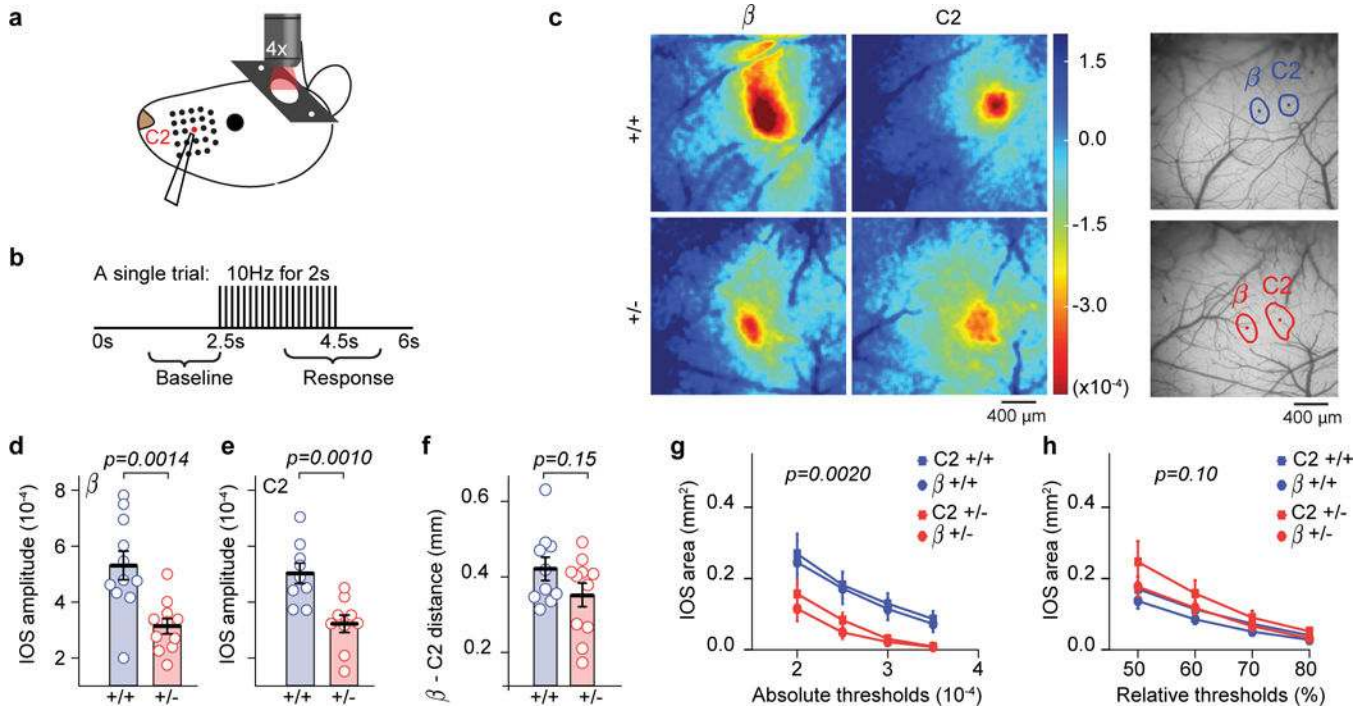 a
4x
C2
b
A single trial: 10Hz for 2s
0s 2.5s 4.5s 6s
Baseline Response
c
β C2
+/+
+/-
1.5
0.0
-1.5
-3.0
(x10⁻⁴)
400 µm
β C2
β C2
400 µm
d
p=0.0014
β
IOS amplitude (10⁻⁴)
8
6
4
2
+/+ +/-
e
p=0.0010
C2
IOS amplitude (10⁻⁴)
+/+ +/-
f
p=0.15
β - C2 distance (mm)
0.6
0.4
0.2
+/+ +/-
g
p=0.0020
C2 +/+
β +/+
C2 +/-
β +/-
IOS area (mm²)
0.4
0.2
0.0
2 3 4
Absolute thresholds (10⁻⁴)
h
p=0.10
C2 +/+
β +/+
C2 +/-
β +/-
IOS area (mm²)
0.4
0.2
0.0
50 60 70 80
Relative thresholds (%)